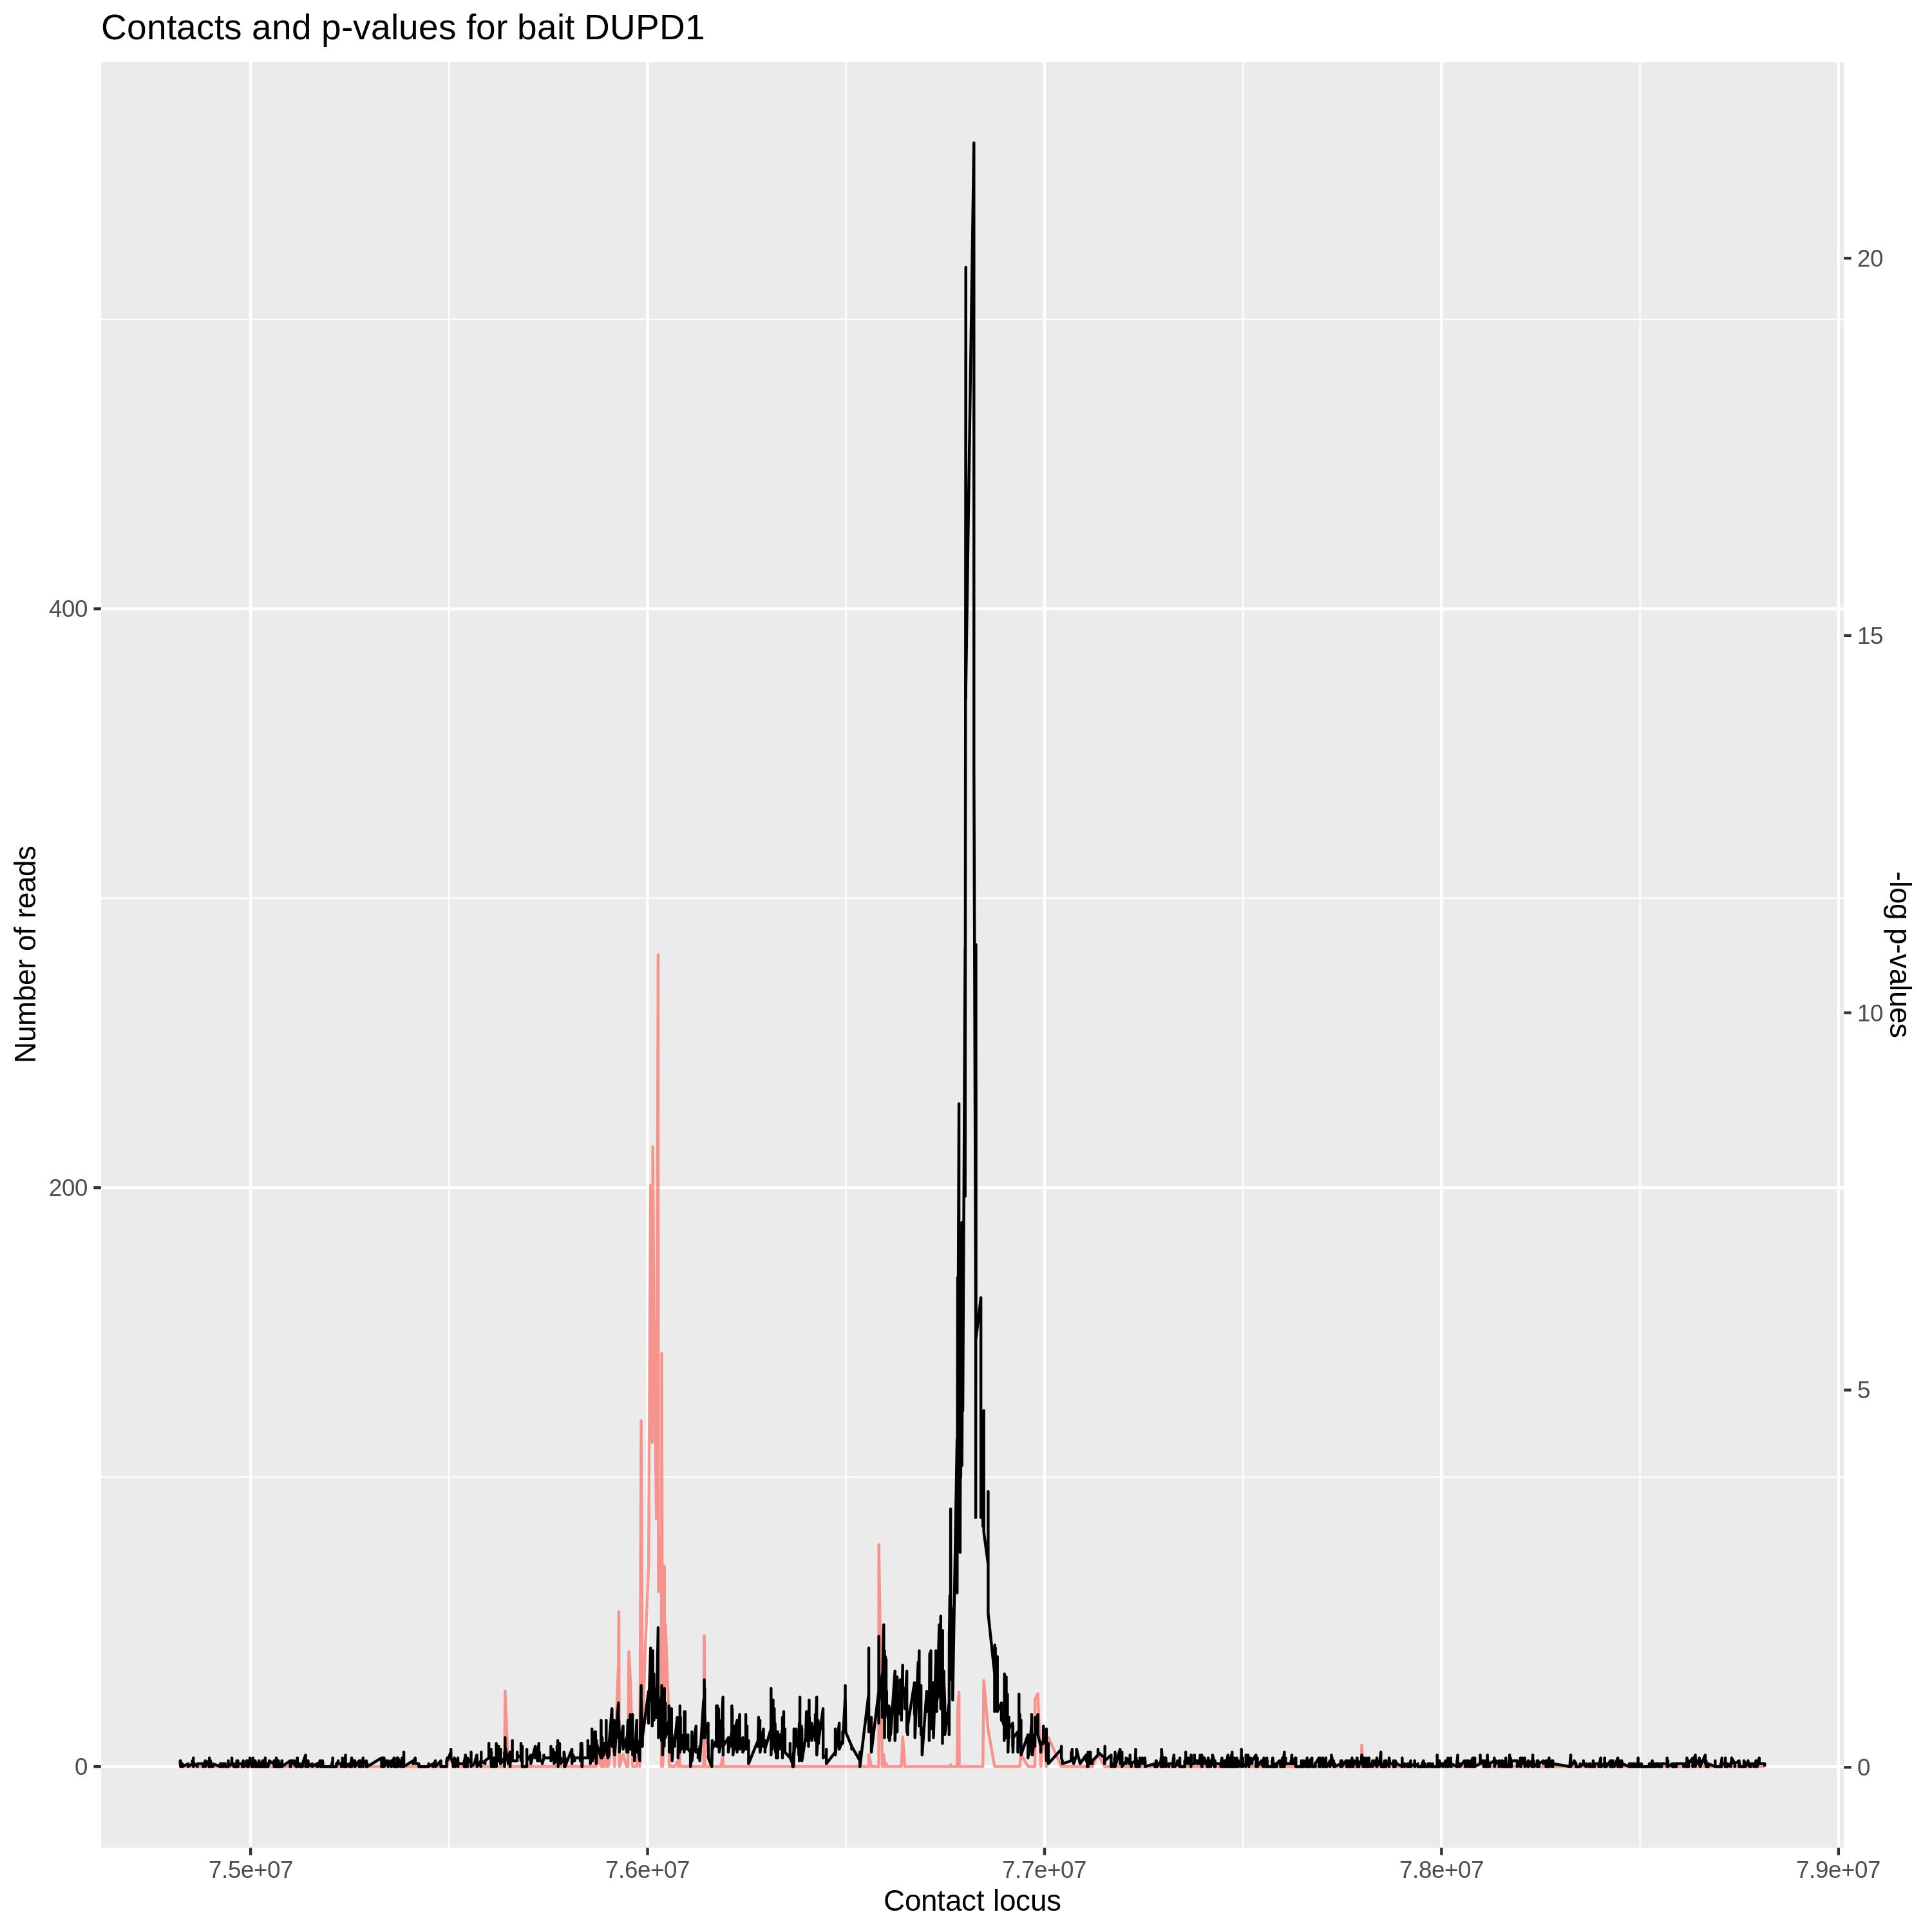 Contacts and p-values for bait DUPD1
Number of reads
400
200
0
20
15
10
5
0
-log p-values
7.5e+07
7.6e+07
7.7e+07
7.8e+07
7.9e+07
Contact locus